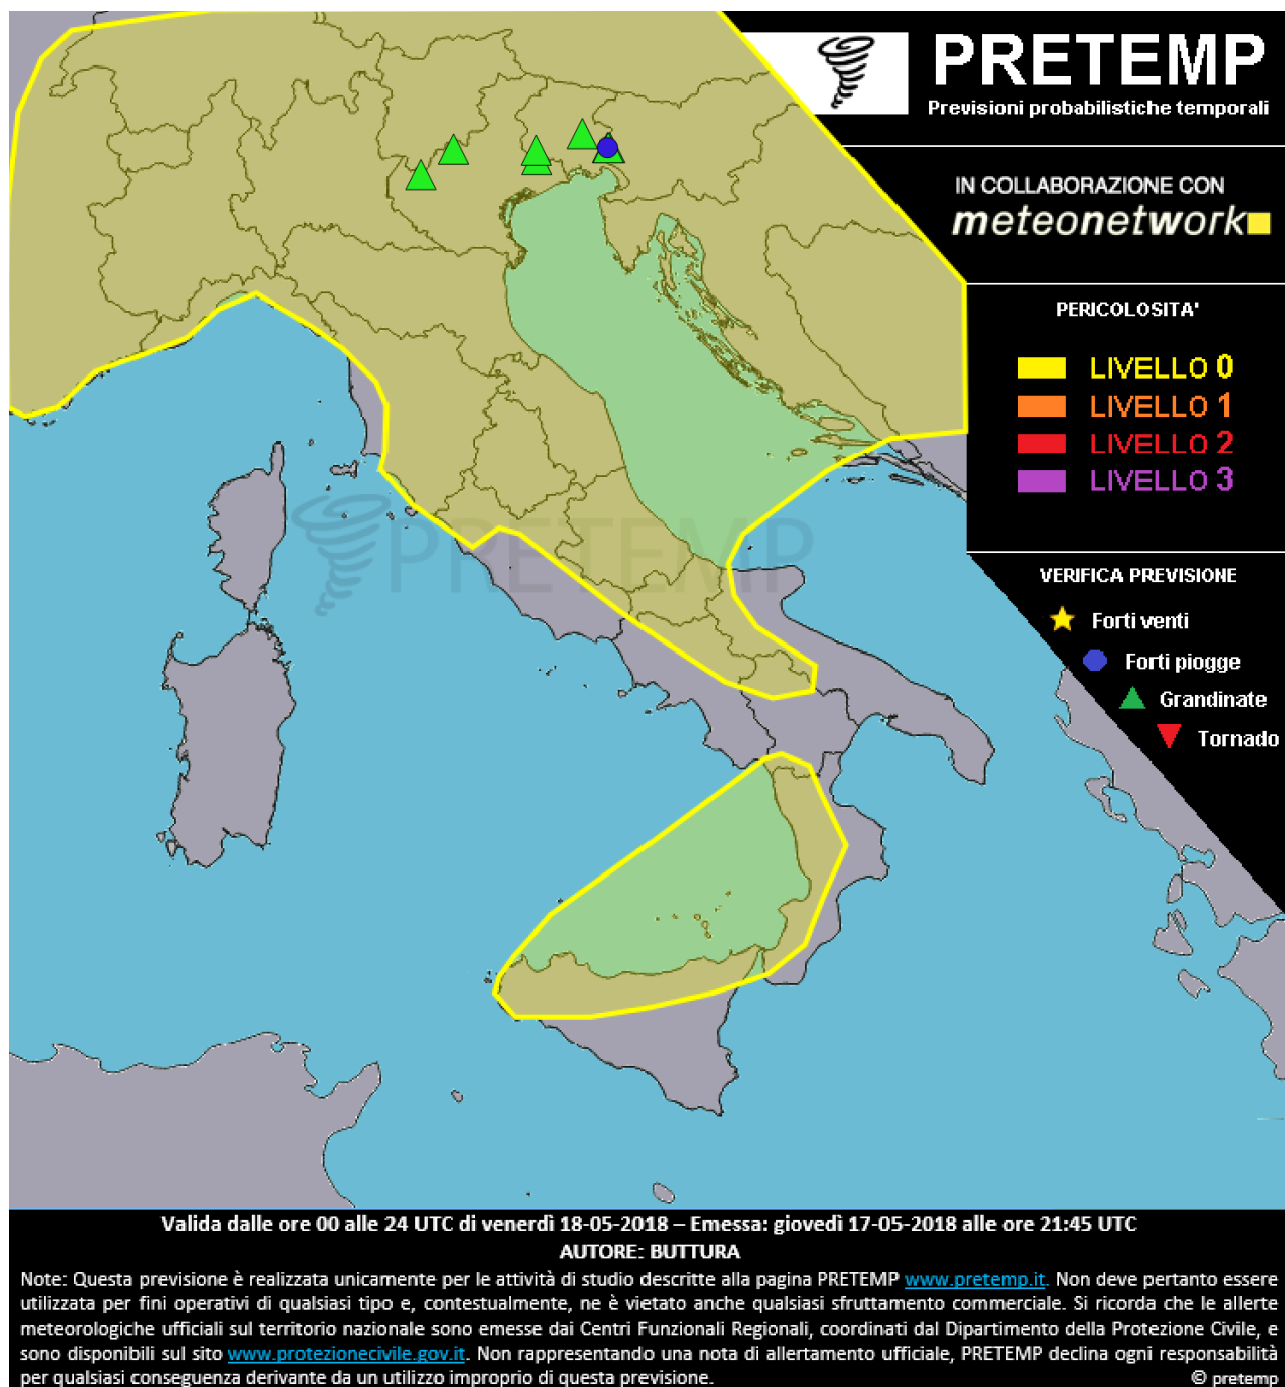 PRETEMP
Previsioni probabilistiche temporali
IN COLLABORAZIONE CON
meteonetwork
PERICOLOSITA'
LIVELLO 0
LIVELLO 1
LIVELLO 2
LIVELLO 3
PRETEMP
VERIFICA PREVISIONE
Forti venti
Forti piogge
Grandinate
Tornado
Valida dalle ore 00 alle 24 UTC di venerdì 18-05-2018 – Emessa: giovedì 17-05-2018 alle ore 21:45 UTC
AUTORE: BUTTURA
Note: Questa previsione è realizzata unicamente per le attività di studio descritte alla pagina PRETEMP www.pretemp.it. Non deve pertanto essere
utilizzata per fini operativi di qualsiasi tipo e, contestualmente, ne è vietato anche qualsiasi sfruttamento commerciale. Si ricorda che le allerte
meteorologiche ufficiali sul territorio nazionale sono emesse dai Centri Funzionali Regionali, coordinati dal Dipartimento della Protezione Civile, e
sono disponibili sul sito www.protezionecivile.gov.it. Non rappresentando una nota di allertamento ufficiale, PRETEMP declina ogni responsabilità
per qualsiasi conseguenza derivante da un utilizzo improprio di questa previsione.
© pretemp